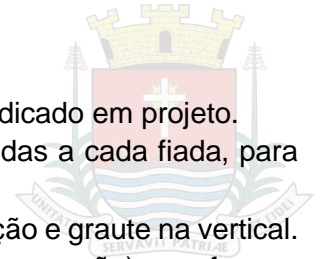 dicado em projeto.
das a cada fiada, para
ção e graute na vertical.
SERVAVIT PATRIAE